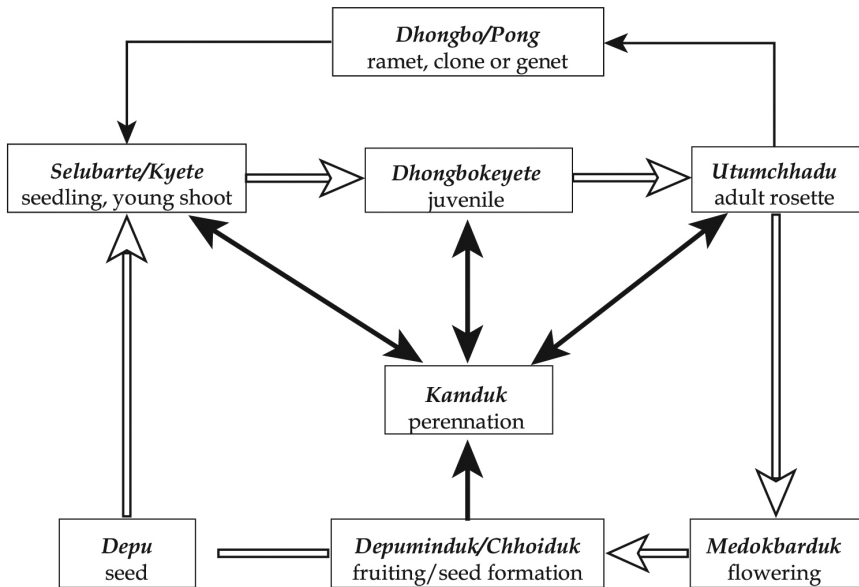 Dhongbo/Pong
ramet, clone or genet
Selubarte/Kyete
seedling, young shoot
Dhongbokeyete
juvenile
Utumchhadu
adult rosette
Kamduk
perennation
Depu
seed
Depuminduk/Chhoiduk
fruiting/seed formation
Medokbarduk
flowering